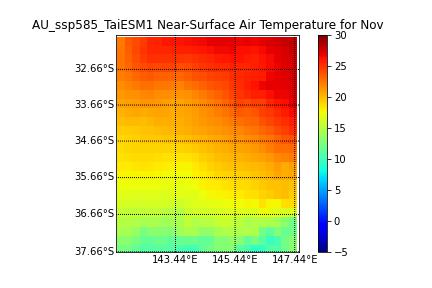 AU_ssp585_TaiESM1 Near-Surface Air Temperature for Nov
32.66°S
33.66°S
34.66°S
35.66°S
36.66°S
37.66°S
143.44°E 145.44°E 147.44°E
30
25
20
15
10
5
0
−5